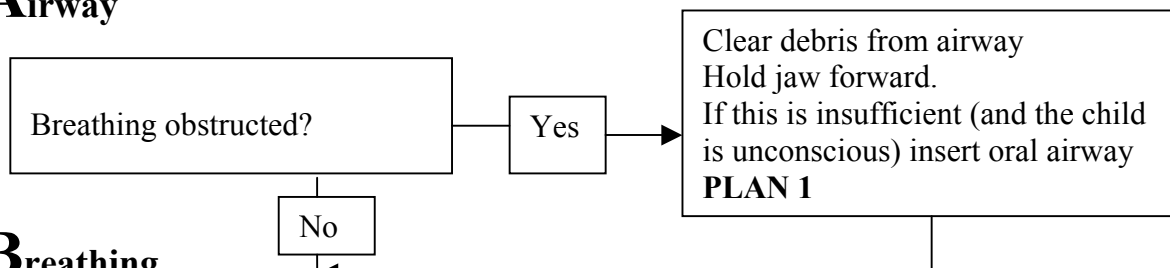 Airway
Breathing obstructed?
Yes
Clear debris from airway
Hold jaw forward.
If this is insufficient (and the child
is unconscious) insert oral airway
PLAN 1
No
Breathing